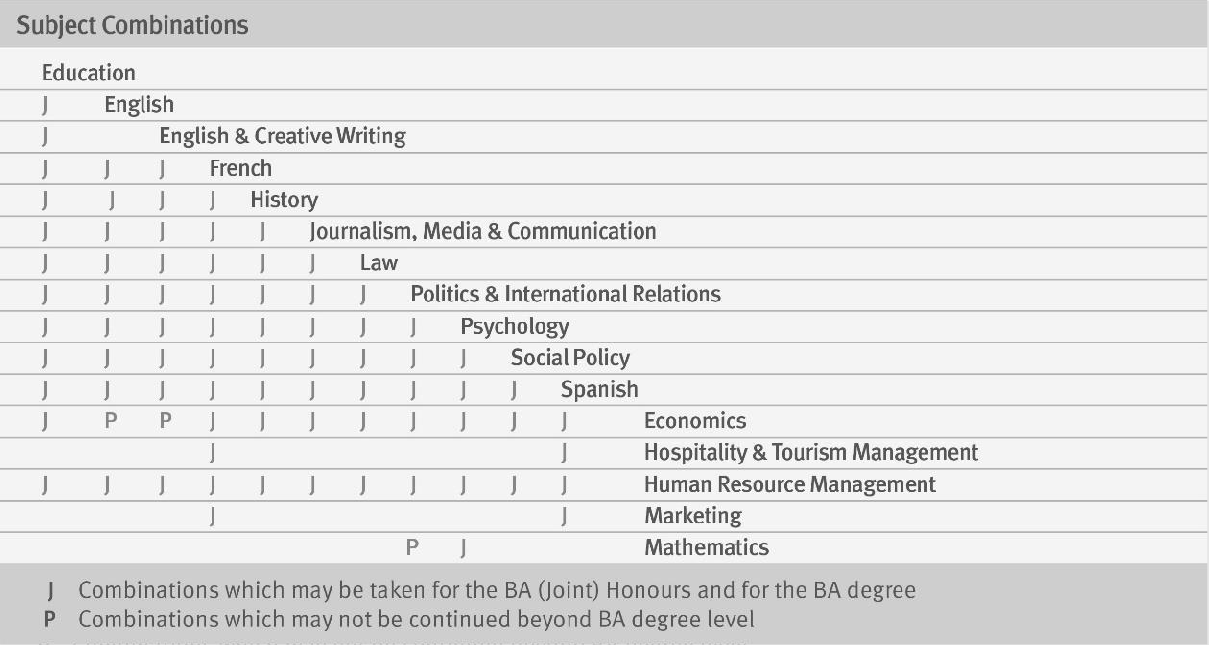 Subject Combinations
Education
J English
J English & Creative Writing
J J J French
J J J J History
J J J J J Journalism, Media & Communication
J J J J J J Law
J J J J J J J Politics & International Relations
J J J J J J J J Psychology
J J J J J J J J J Social Policy
J J J J J J J J J J Spanish
J P P J J J J J J J J Economics
J J Hospitality & Tourism Management
J J J J J J J J J J J Human Resource Management
J J Marketing
P J Mathematics
J Combinations which may be taken for the BA (Joint) Honours and for the BA degree
P Combinations which may not be continued beyond BA degree level